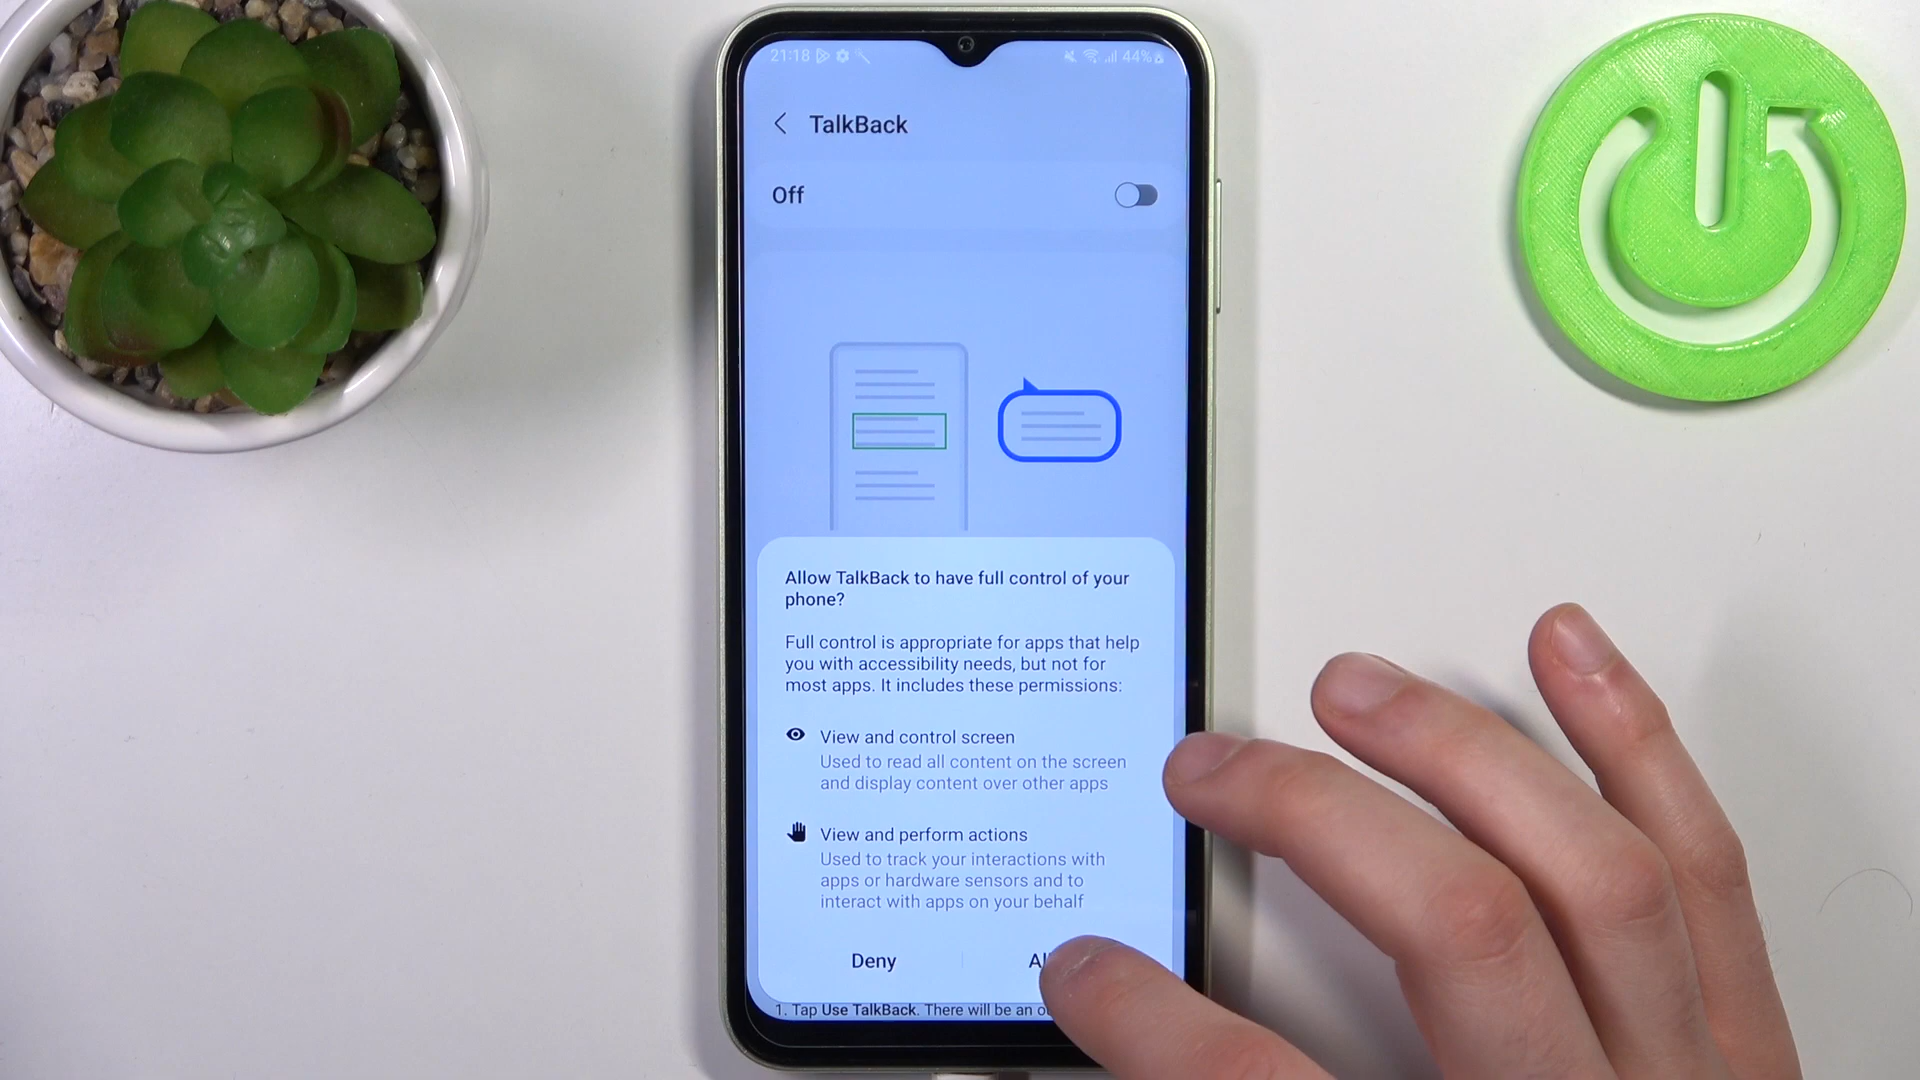 21:18
44%
TalkBack
Off
Allow TalkBack to have full control of your
phone?
Full control is appropriate for apps that help
you with accessibility needs, but not for
most apps. It includes these permissions:
View and control screen
Used to read all content on the screen
and display content over other apps
View and perform actions
Used to track your interactions with
apps or hardware sensors and to
interact with apps on your behalf
Deny
1. Tap Use TalkBack. There will be an